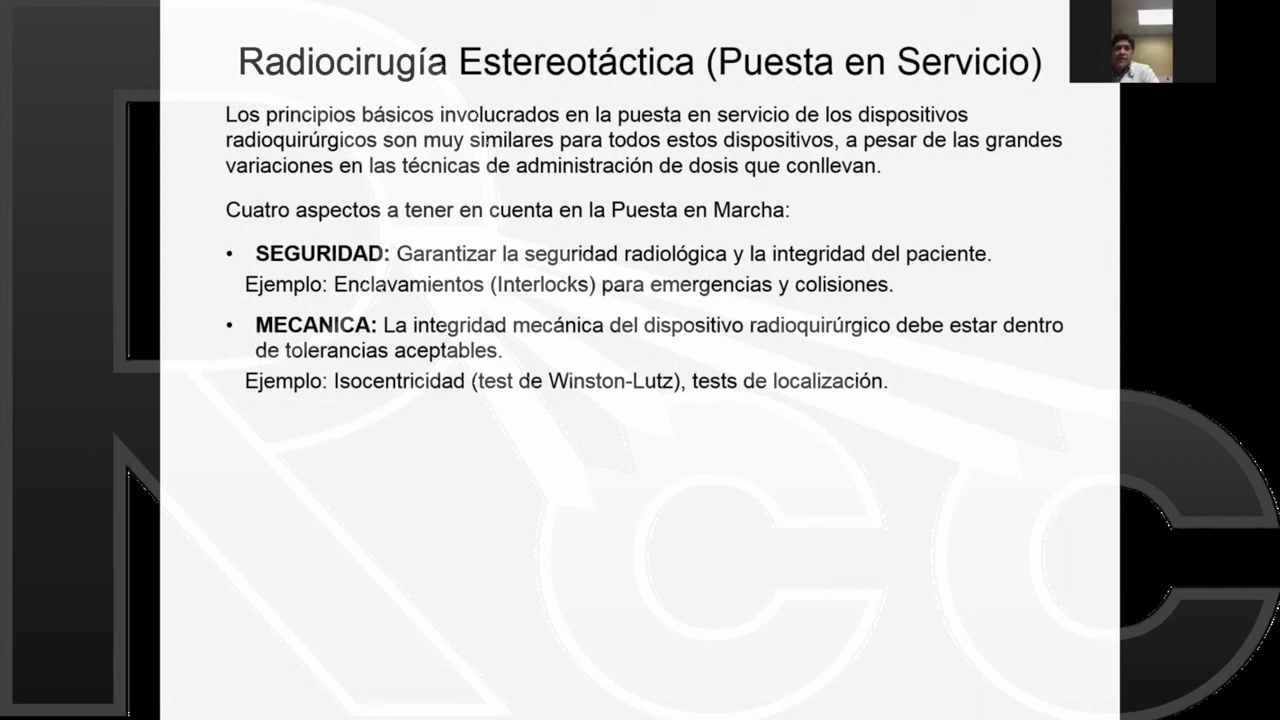 Radiocirugía Estereotáctica (Puesta en Servicio)
Los principios básicos involucrados en la puesta en servicio de los dispositivos
radioquirúrgicos son muy similares para todos estos dispositivos, a pesar de las grandes
variaciones en las técnicas de administración de dosis que conllevan.
Cuatro aspectos a tener en cuenta en la Puesta en Marcha:
• SEGURIDAD: Garantizar la seguridad radiológica y la integridad del paciente.
Ejemplo: Enclavamientos (Interlocks) para emergencias y colisiones.
• MECANICA: La integridad mecánica del dispositivo radioquirúrgico debe estar dentro
de tolerancias aceptables.
Ejemplo: Isocentricidad (test de Winston-Lutz), tests de localización.
Rcc